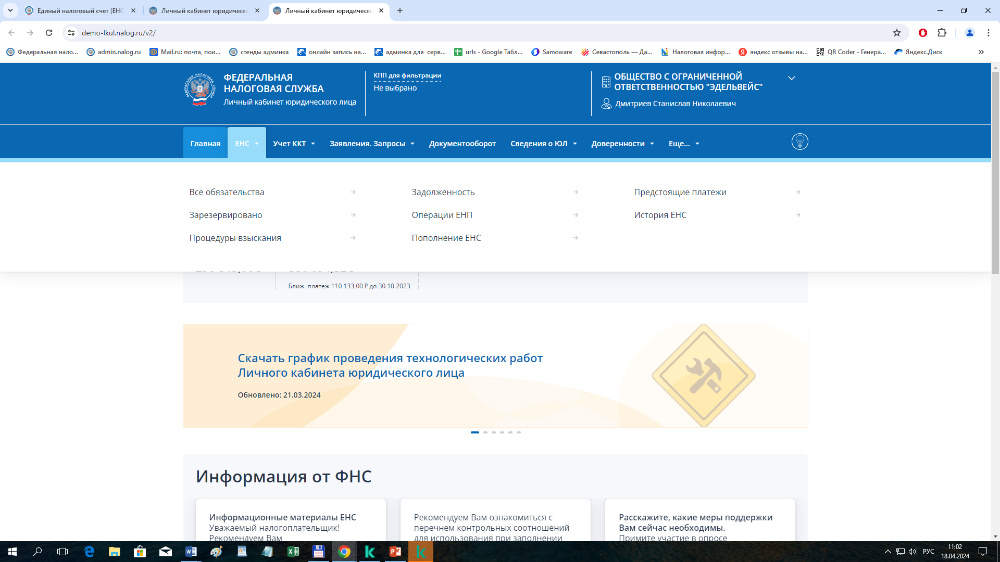 Единый налоговый счет (ЕНС
Личный кабинет юридическ
Личный кабинет юридическ
demo-lkul.nalog.ru/v2/
Федеральная нало...
admin.nalog.ru
Mail.ru: почта, пои...
стенды админка
онлайн запись на...
админка для серв...
urls - Google Табл...
Samoware
Севастополь — Да...
Налоговая инфор...
яндекс отзывы на...
QR Coder - Генера...
Яндекс.Диск
ФЕДЕРАЛЬНАЯ
НАЛОГОВАЯ СЛУЖБА
Личный кабинет юридического лица
КПП для фильтрации
Не выбрано
ОБЩЕСТВО С ОГРАНИЧЕННОЙ
ОТВЕТСТВЕННОСТЬЮ "ЭДЕЛЬВЕЙС"
Дмитриев Станислав Николаевич
Главная
ЕНС
Учет ККТ
Заявления. Запросы
Документооборот
Сведения о ЮЛ
Доверенности
Еще...
Все обязательства
Задолженность
Предстоящие платежи
Зарезервировано
Операции ЕНП
История ЕНС
Процедуры взыскания
Пополнение ЕНС
Ближ. платеж 110 133,00 ₽ до 30.10.2023
Скачать график проведения технологических работ
Личного кабинета юридического лица
Обновлено: 21.03.2024
Информация от ФНС
Информационные материалы ЕНС
Уважаемый налогоплательщик!
Рекомендуем Вам
Рекомендуем Вам ознакомиться с
перечнем контрольных соотношений
для использования при заполнении
Расскажите, какие меры поддержки
Вам сейчас необходимы.
Примите участие в опросе
РУС
11:02
18.04.2024